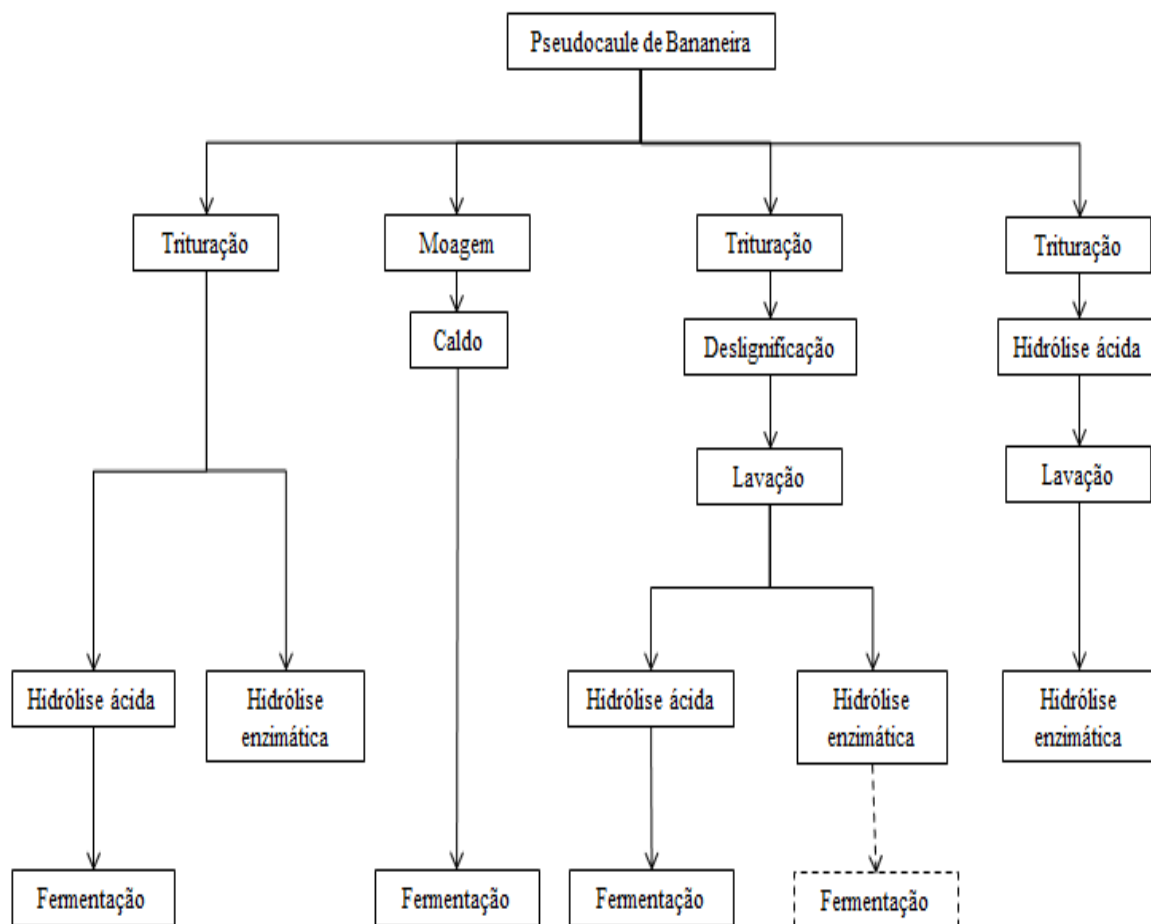 Pseudocaule de Bananeira
Trituração
Moagem
Trituração
Trituração
Caldo
Deslignificação
Hidrólise ácida
Lavação
Lavação
Hidrólise ácida
Hidrólise
enzimática
Hidrólise ácida
Hidrólise
enzimática
Hidrólise
enzimática
Fermentação
Fermentação
Fermentação
Fermentação